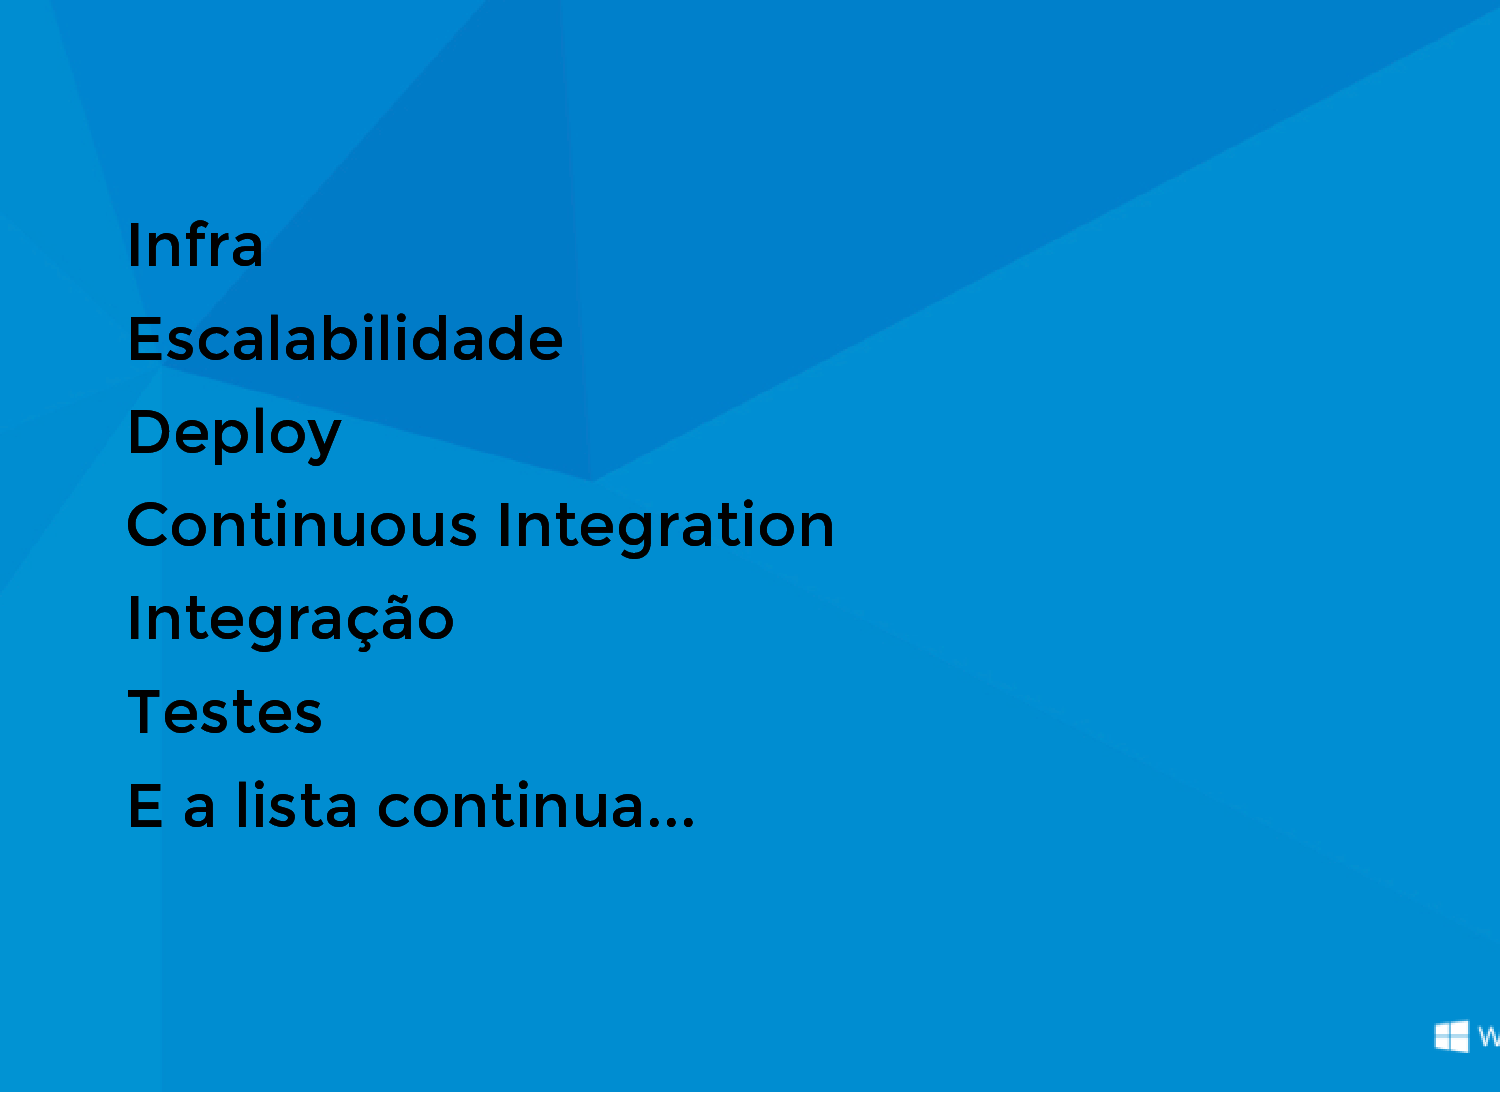 Infra
Escalabilidade
Deploy
Continuous Integration
Integração
Testes
E a lista continua...
W